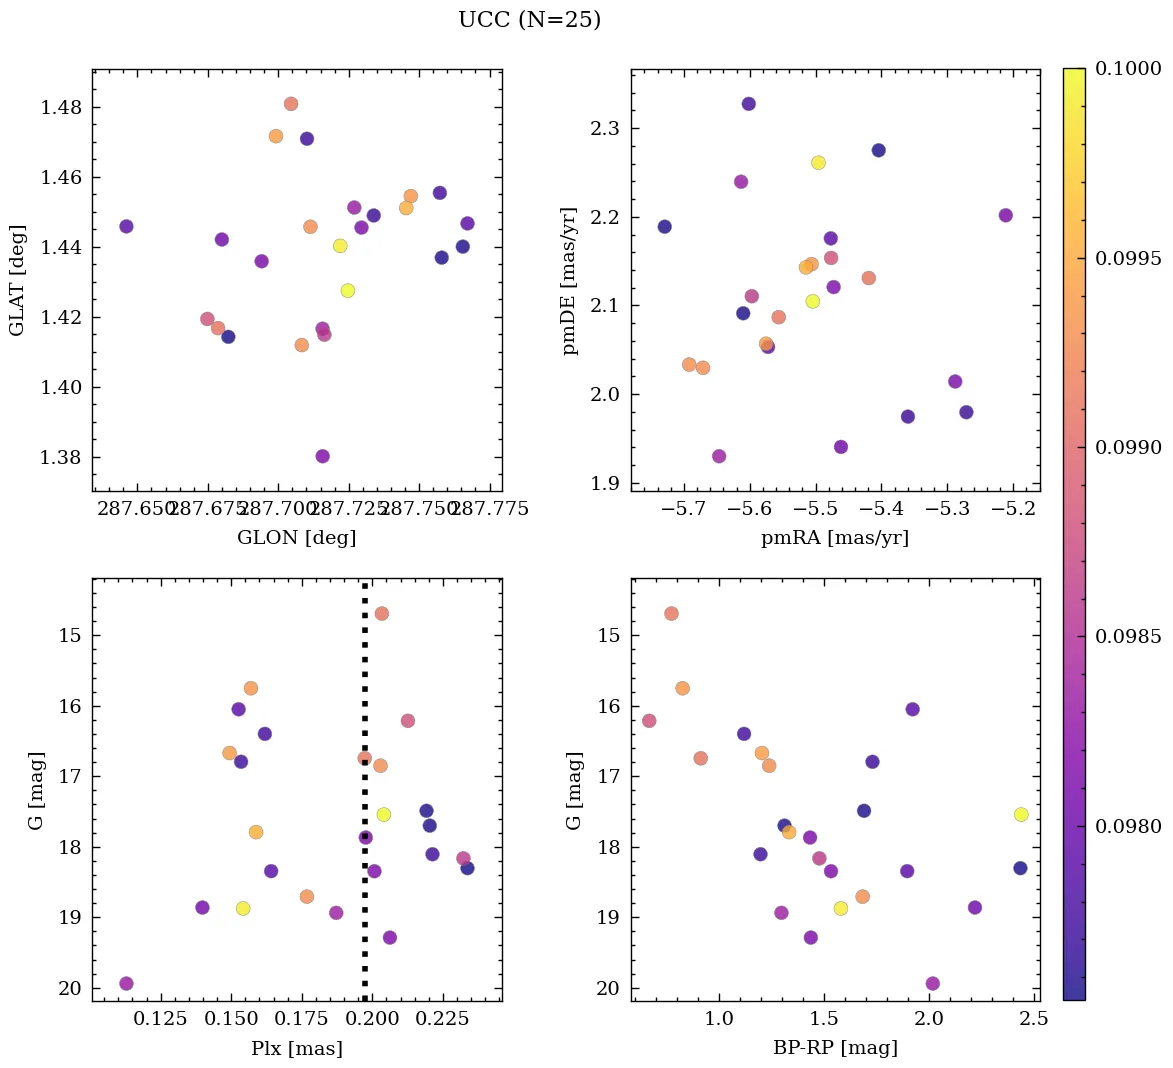 UCC (N=25)
1.48
1.46
1.44
1.42
1.40
1.38
GLAT [deg]
287.650 287.675 287.700 287.725 287.750 287.775
GLON [deg]
2.3
2.2
2.1
2.0
1.9
pmDE [mas/yr]
−5.7 −5.6 −5.5 −5.4 −5.3 −5.2
pmRA [mas/yr]
0.1000
0.0995
0.0990
0.0985
0.0980
15
16
17
18
19
20
G [mag]
0.125 0.150 0.175 0.200 0.225
Plx [mas]
15
16
17
18
19
20
G [mag]
1.0 1.5 2.0 2.5
BP-RP [mag]